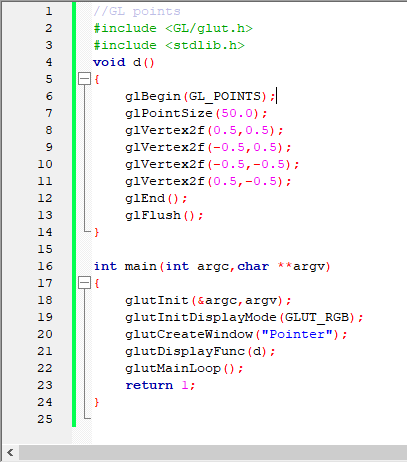 1 //GL points
2 #include <GL/glut.h>
3 #include <stdlib.h>
4 void d()
5 {
6 glBegin(GL_POINTS);
7 glPointSize(50.0);
8 glVertex2f(0.5,0.5);
9 glVertex2f(-0.5,0.5);
10 glVertex2f(-0.5,-0.5);
11 glVertex2f(0.5,-0.5);
12 glEnd();
13 glFlush();
14 }
15
16 int main(int argc,char **argv)
17 {
18 glutInit(&argc,argv);
19 glutInitDisplayMode(GLUT_RGB);
20 glutCreateWindow("Pointer");
21 glutDisplayFunc(d);
22 glutMainLoop();
23 return 1;
24 }
25